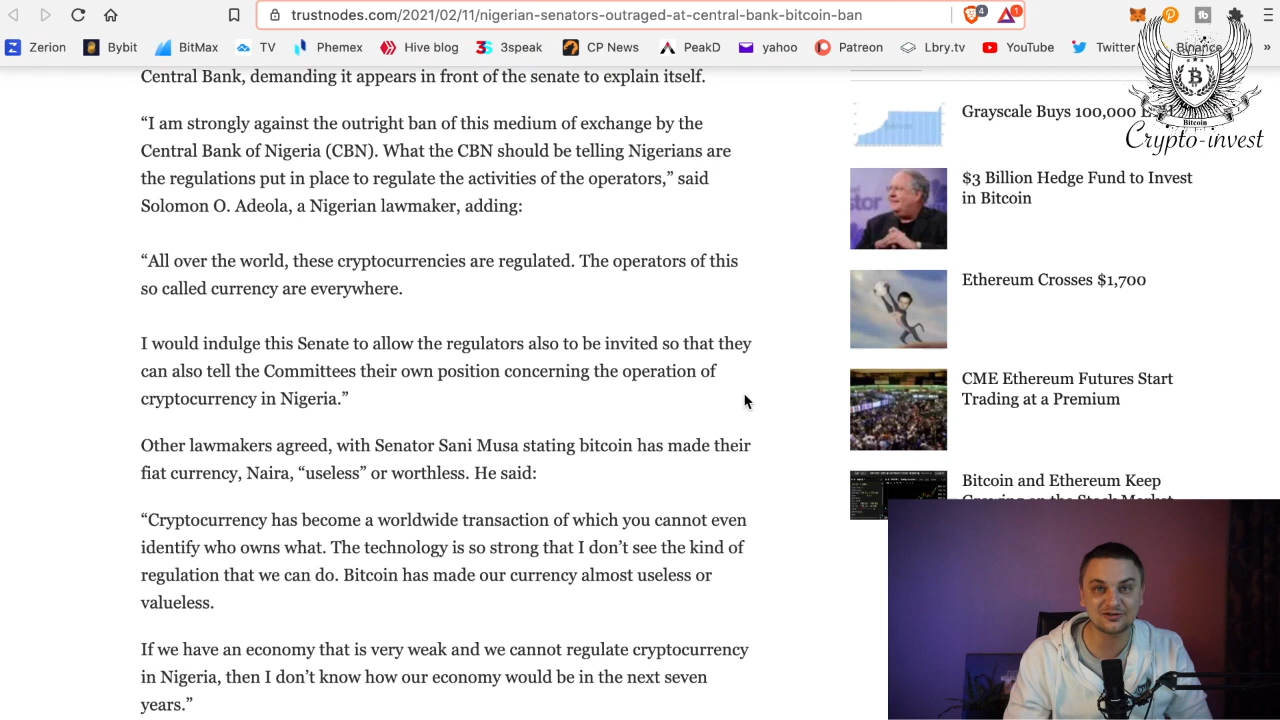 trustnodes.com/2021/02/11/nigerian-senators-outraged-at-central-bank-bitcoin-ban
4
1
Zerion
Bybit
BitMax
TV
Phemex
Hive blog
3speak
CP News
PeakD
yahoo
Patreon
Lbry.tv
YouTube
Twitter
Binance
»
Central Bank, demanding it appears in front of the senate to explain itself.
“I am strongly against the outright ban of this medium of exchange by the
Central Bank of Nigeria (CBN). What the CBN should be telling Nigerians are
the regulations put in place to regulate the activities of the operators,” said
Solomon O. Adeola, a Nigerian lawmaker, adding:
“All over the world, these cryptocurrencies are regulated. The operators of this
so called currency are everywhere.
I would indulge this Senate to allow the regulators also to be invited so that they
can also tell the Committees their own position concerning the operation of
cryptocurrency in Nigeria.”
Other lawmakers agreed, with Senator Sani Musa stating bitcoin has made their
fiat currency, Naira, “useless” or worthless. He said:
“Cryptocurrency has become a worldwide transaction of which you cannot even
identify who owns what. The technology is so strong that I don’t see the kind of
regulation that we can do. Bitcoin has made our currency almost useless or
valueless.
If we have an economy that is very weak and we cannot regulate cryptocurrency
in Nigeria, then I don’t know how our economy would be in the next seven
years.”
Grayscale Buys 100,000
$3 Billion Hedge Fund to Invest
in Bitcoin
Ethereum Crosses $1,700
CME Ethereum Futures Start
Trading at a Premium
Bitcoin and Ethereum Keep
Growing on the Stock Market
Bitcoin
Crypto-invest